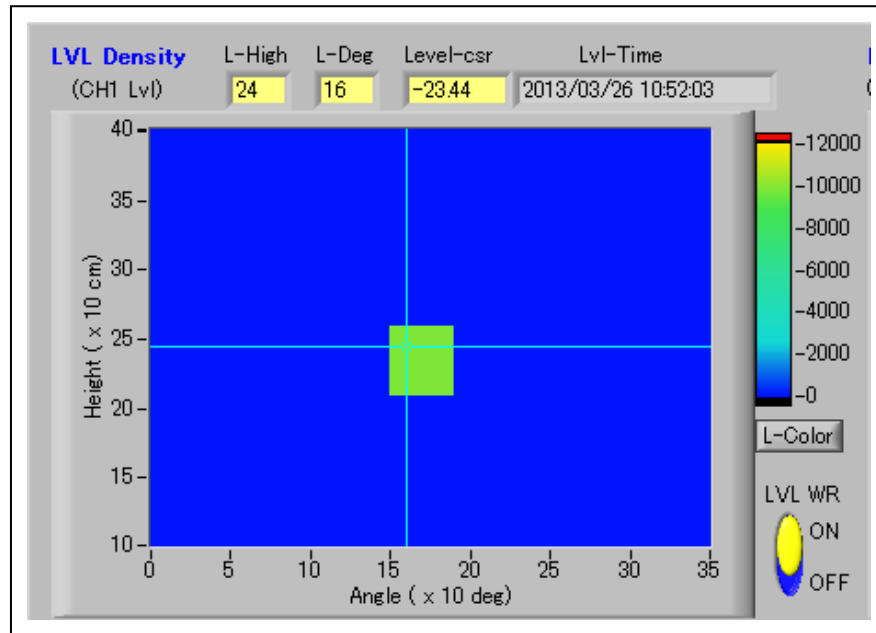 LVL Density
(CH1 Lvl)
L-High L-Deg Level-csr Lvl-Time
24 16 -23.44 2013/03/26 10:52:03
40
35
30
25
20
15
10
Height ( x 10 cm)
0 5 10 15 20 25 30 35
Angle ( x 10 deg)
-12000
-10000
-8000
-6000
-4000
-2000
-0
L-Color
LVL WR
ON
OFF